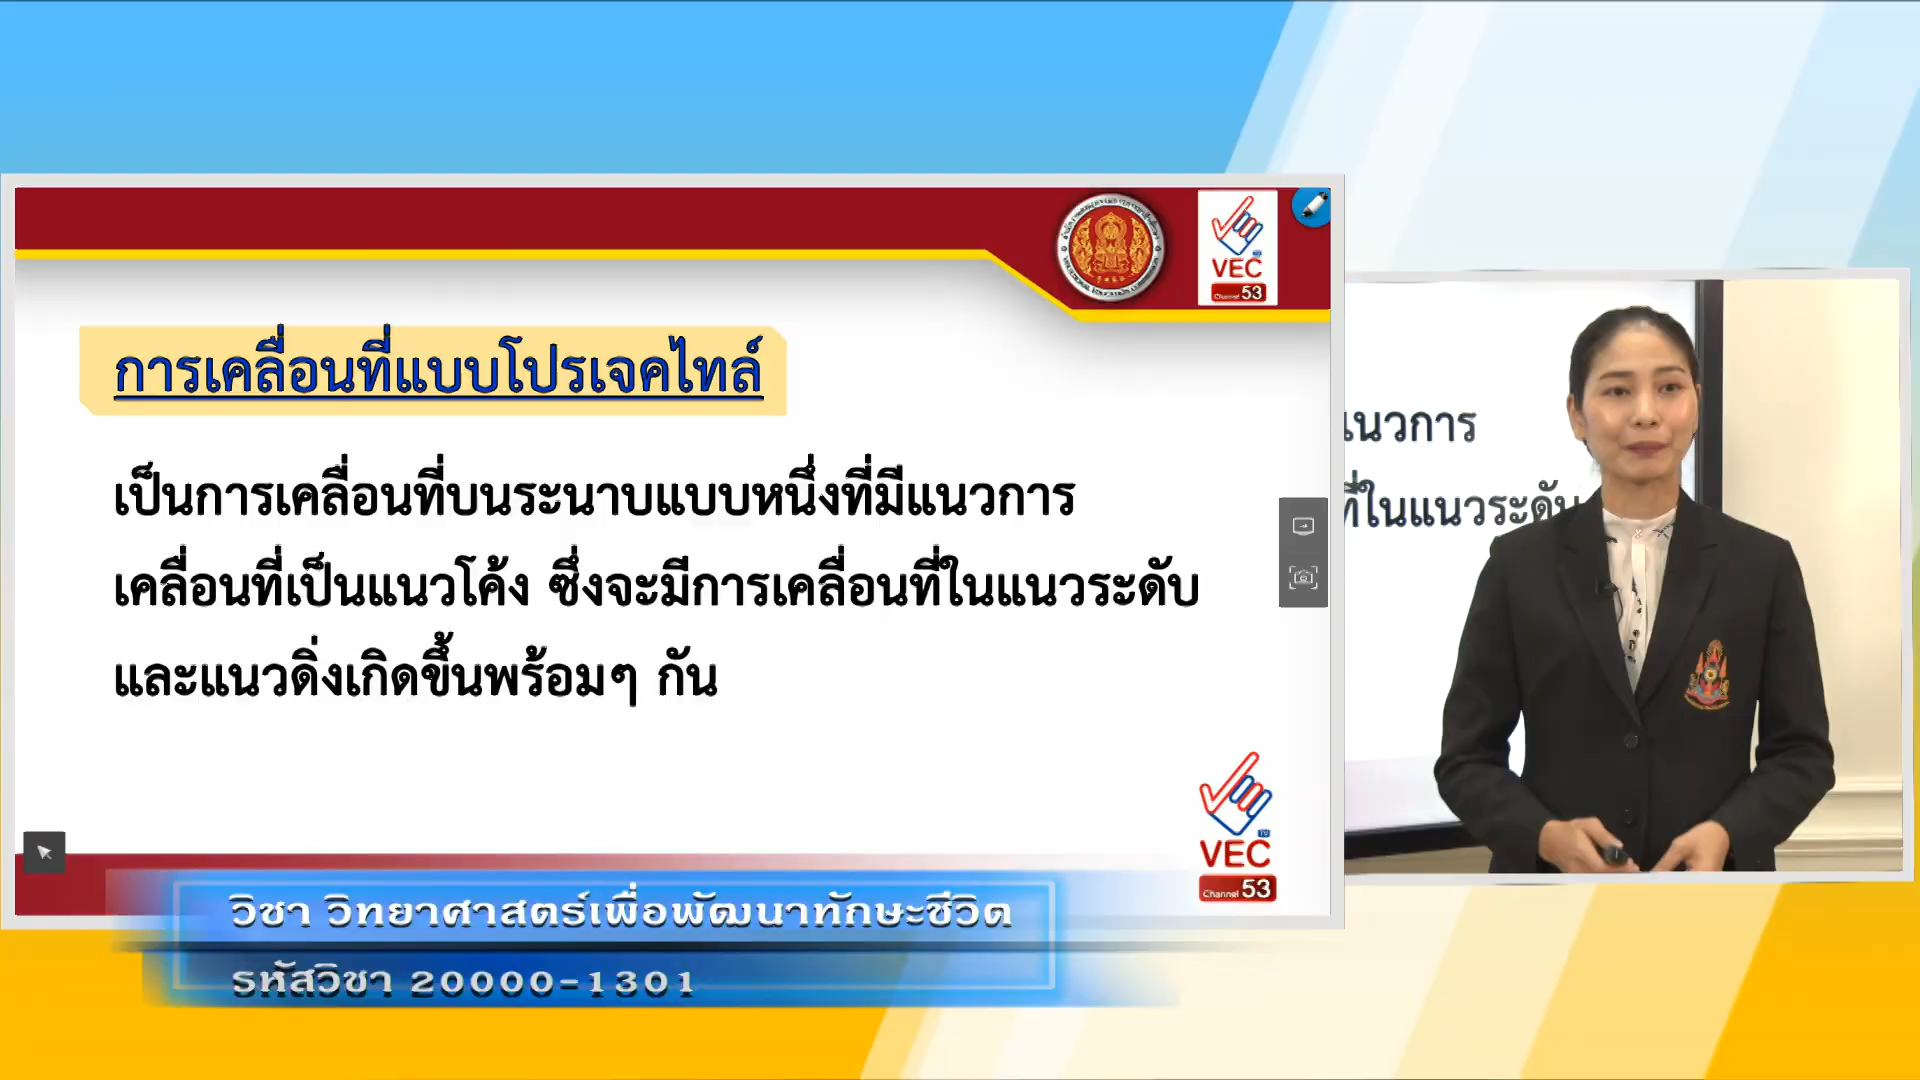 VEC
Channel 53
การเคลื่อนที่แบบโปรเจคไทล์
เป็นการเคลื่อนที่บนระนาบแบบหนึ่งที่มีแนวการ
เคลื่อนที่เป็นแนวโค้ง ซึ่งจะมีการเคลื่อนที่ในแนวระดับ
และแนวดิ่งเกิดขึ้นพร้อมๆ กัน
แนวการ
ที่ในแนวระดับ
TV
VEC
Channel 53
วิชา วิทยาศาสตร์เพื่อพัฒนาทักษะชีวิต
รหัสวิชา 20000-1301